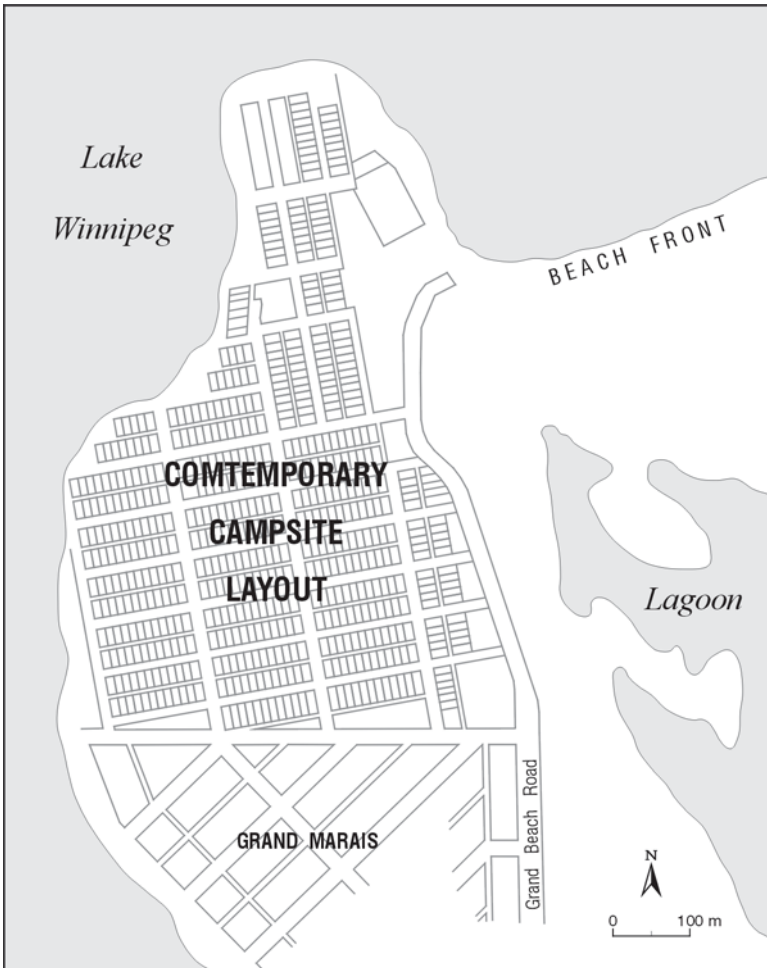 Lake
Winnipeg
BEACH FRONT
COMTEMPORARY
CAMPSITE
LAYOUT
Lagoon
GRAND MARAIS
Grand Beach Road
N
0 100 m